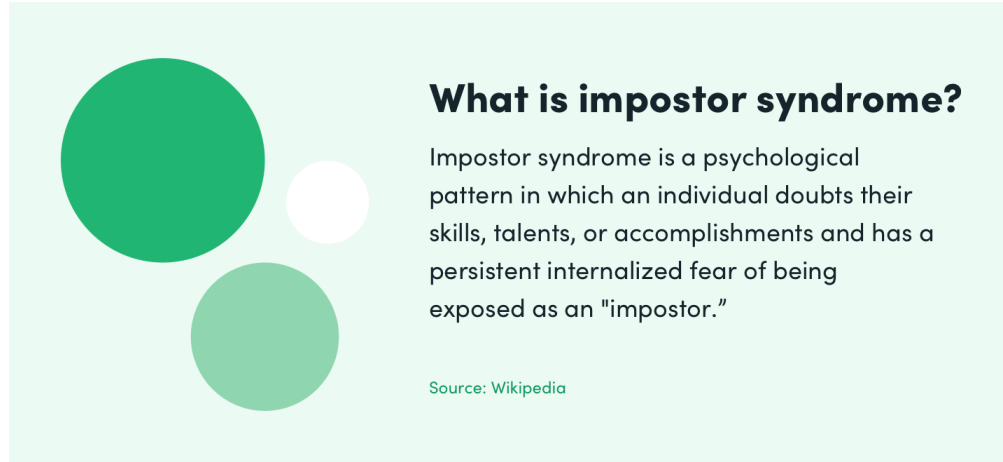 What is impostor syndrome?
Impostor syndrome is a psychological
pattern in which an individual doubts their
skills, talents, or accomplishments and has a
persistent internalized fear of being
exposed as an "impostor.”
Source: Wikipedia